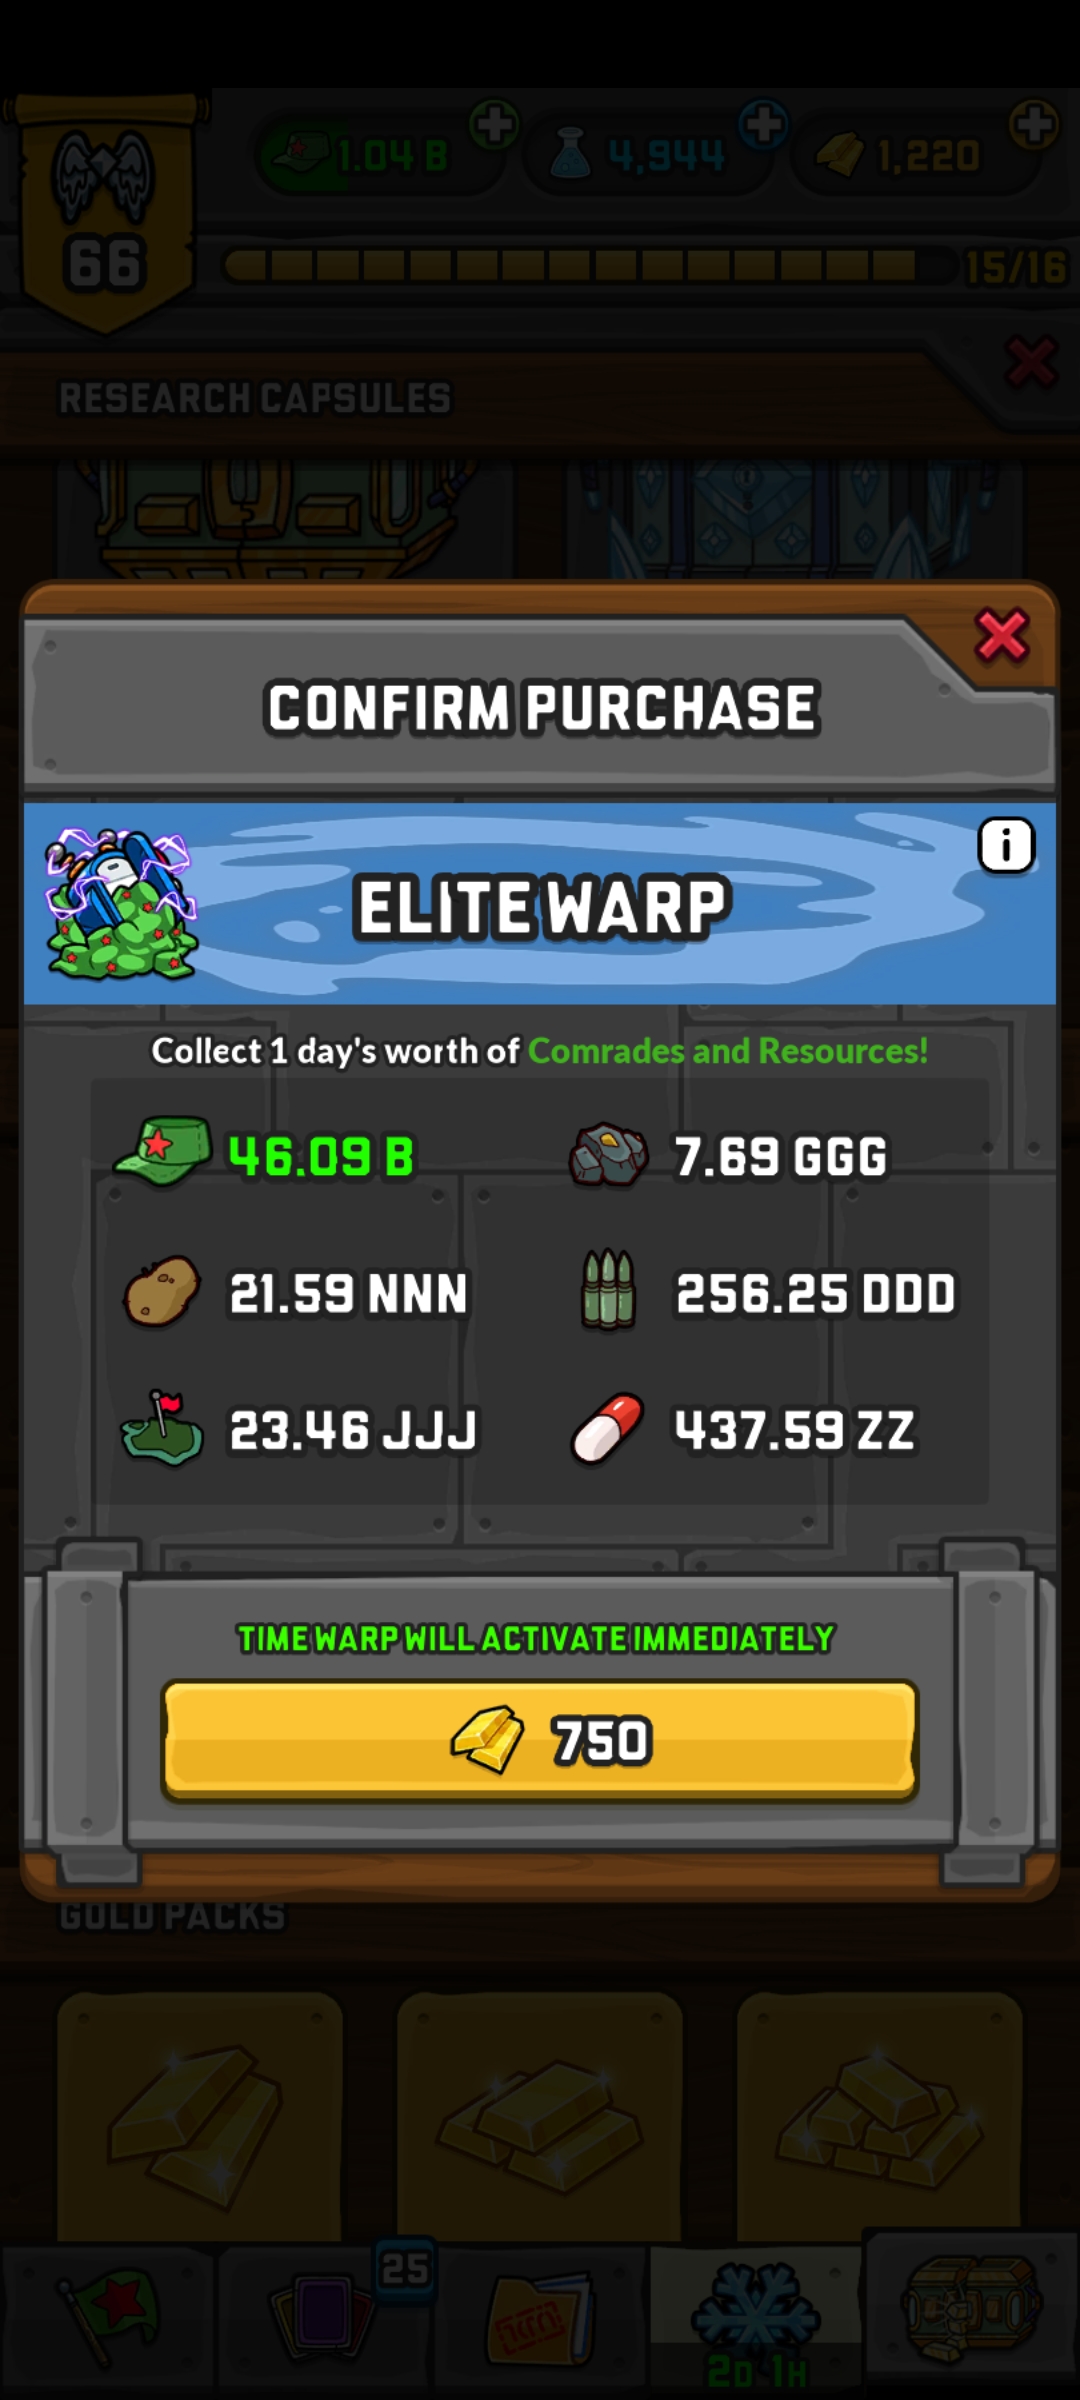 1.04 B
4,944
1,220
66
15/16
RESEARCH CAPSULES
CONFIRM PURCHASE
ELITE WARP
i
Collect 1 day's worth of Comrades and Resources!
46.09 B
7.69 GGG
21.59 NNN
256.25 DDD
23.46 JJJ
437.59 ZZ
TIME WARP WILL ACTIVATE IMMEDIATELY
750
GOLD PACKS
25
2D 1H